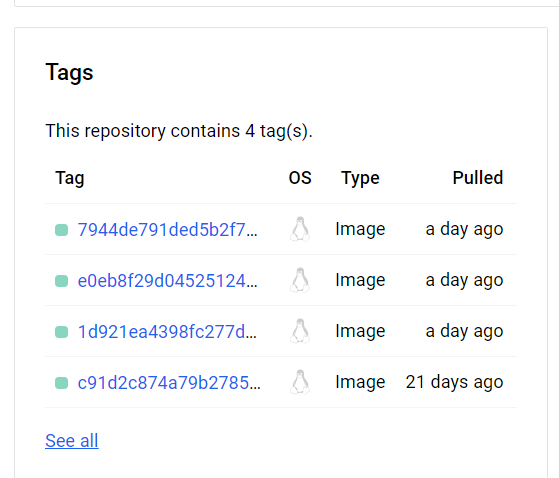 Tags
This repository contains 4 tag(s).
Tag OS Type Pulled
7944de791ded5b2f7... Image a day ago
e0eb8f29d04525124... Image a day ago
1d921ea4398fc277d... Image a day ago
c91d2c874a79b2785... Image 21 days ago
See all